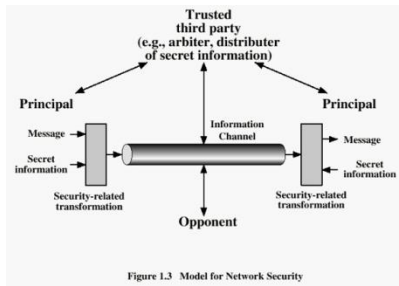 Trusted
third party
(e.g., arbiter, distributer
of secret information)
Principal
Principal
Information
Channel
Message
Secret
information
Security-related
transformation
Message
Secret
information
Security-related
transformation
Opponent
Figure 1.3 Model for Network Security